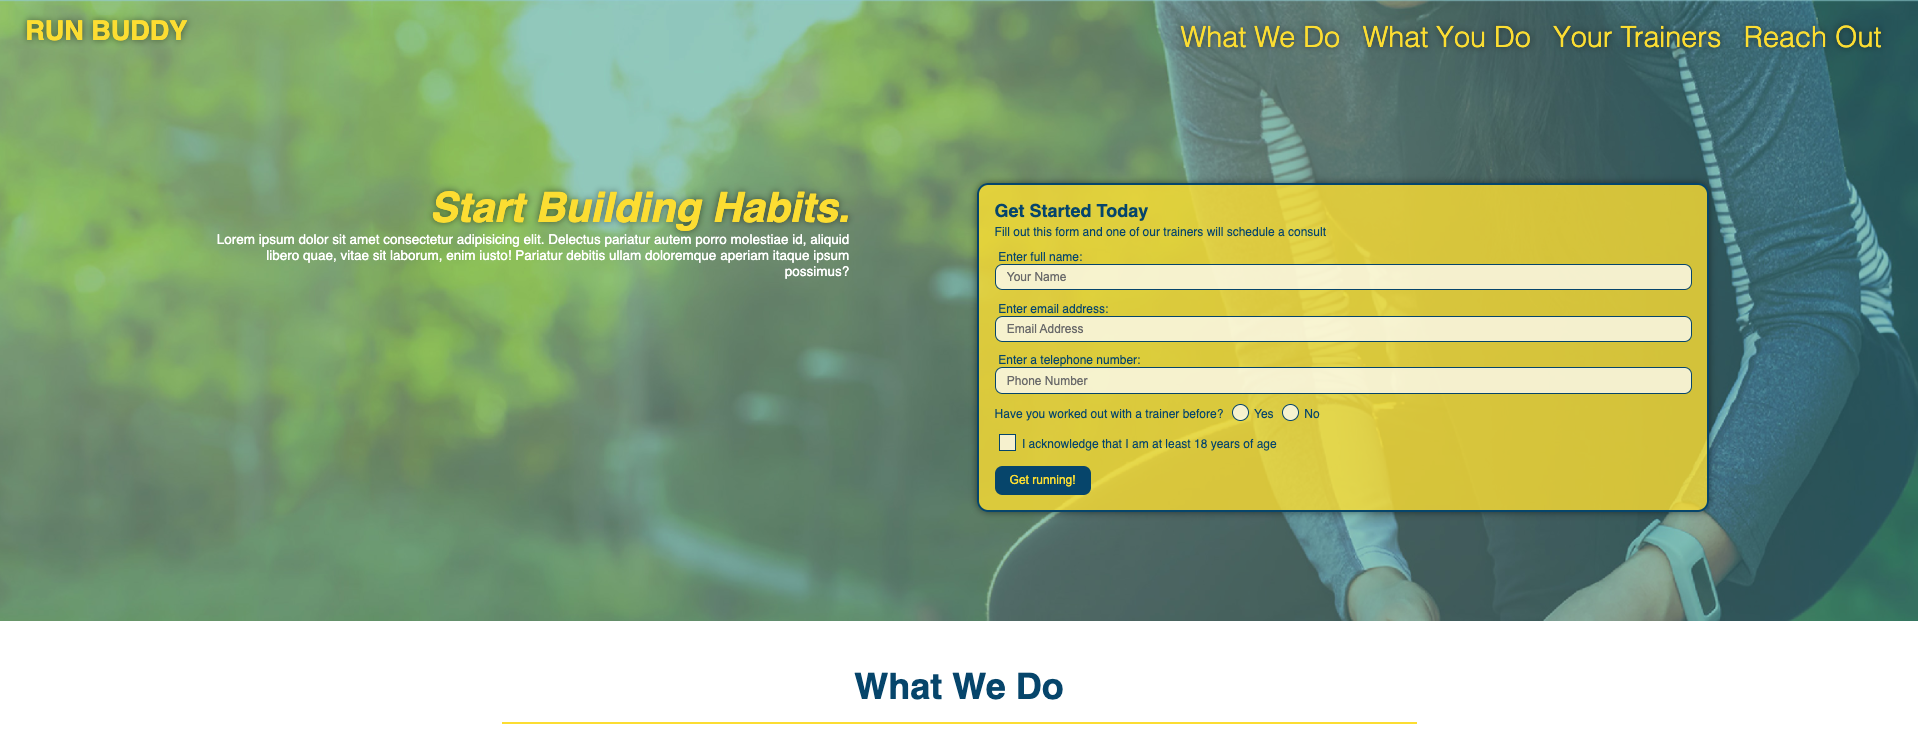 RUN BUDDY
What We Do What You Do Your Trainers Reach Out
Start Building Habits.
Lorem ipsum dolor sit amet consectetur adipisicing elit. Delectus pariatur autem porro molestiae id, aliquid
libero quae, vitae sit laborum, enim iusto! Pariatur debitis ullam doloremque aperiam itaque ipsum
possimus?
Get Started Today
Fill out this form and one of our trainers will schedule a consult
Enter full name:
Your Name
Enter email address:
Email Address
Enter a telephone number:
Phone Number
Have you worked out with a trainer before? Yes No
I acknowledge that I am at least 18 years of age
Get running!
What We Do